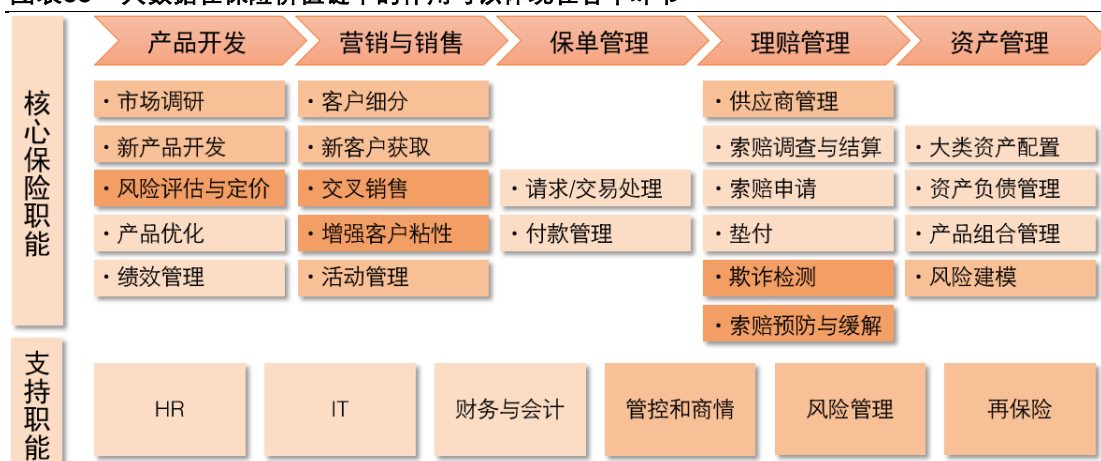 核心保险职能
产品开发
营销与销售
保单管理
理赔管理
资产管理
·市场调研
·新产品开发
·风险评估与定价
·产品优化
·绩效管理
·客户细分
·新客户获取
·交叉销售
·增强客户粘性
·活动管理
·请求/交易处理
·付款管理
·供应商管理
·索赔调查与结算
·索赔申请
·垫付
·欺诈检测
·索赔预防与缓解
·大类资产配置
·资产负债管理
·产品组合管理
·风险建模
支持职能
HR
IT
财务与会计
管控和商情
风险管理
再保险